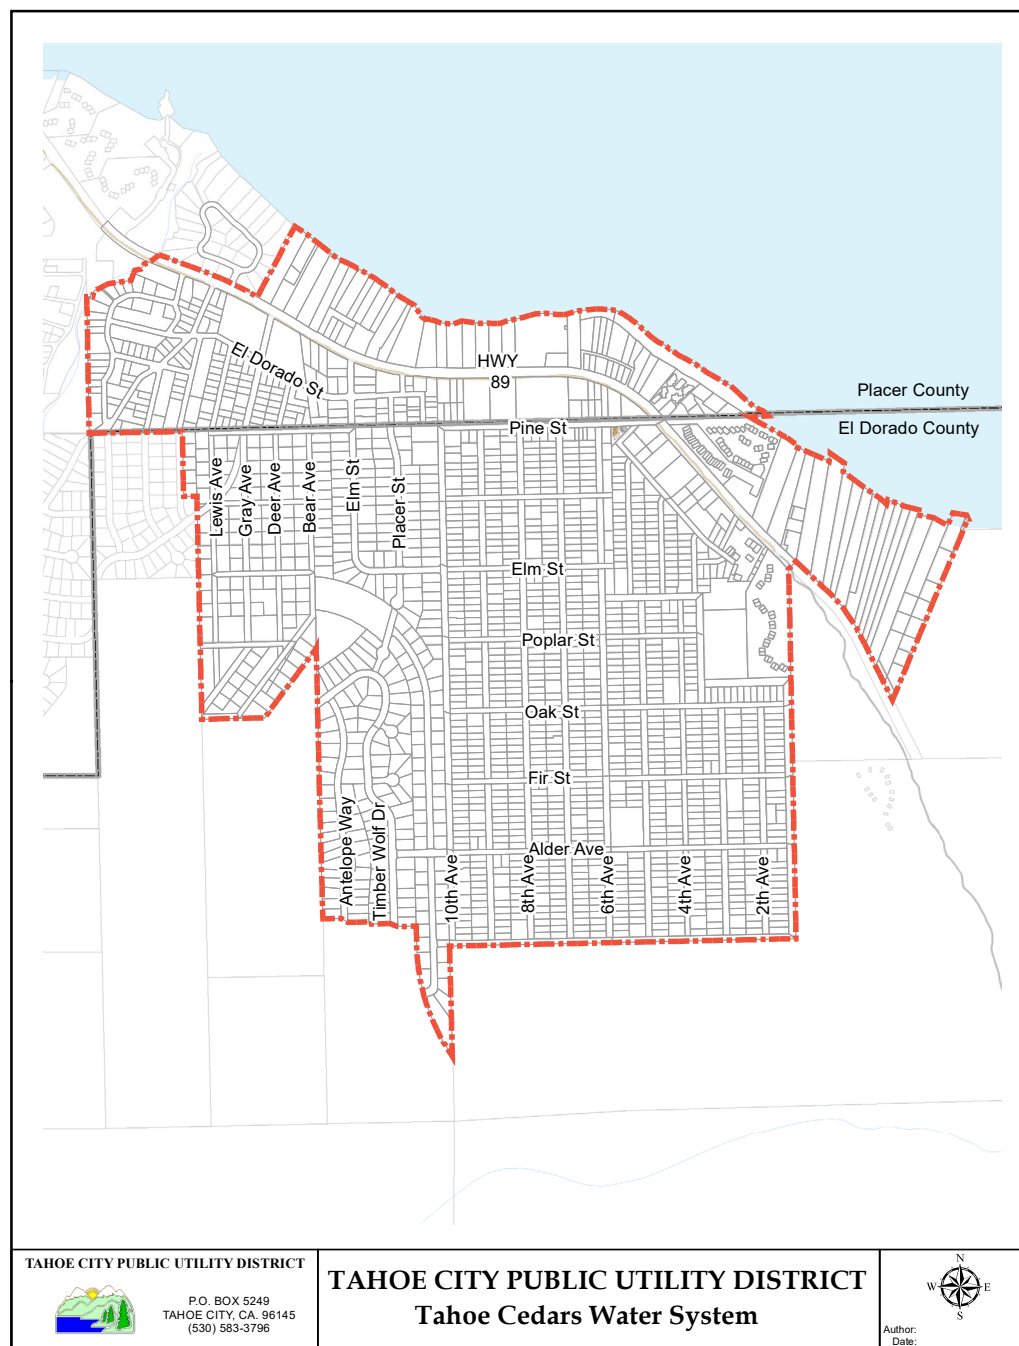 HWY
89
El Dorado St
Placer County
El Dorado County
Pine St
Lewis Ave
Gray Ave
Deer Ave
Bear Ave
Elm St
Placer St
Elm St
Poplar St
Oak St
Fir St
Alder Ave
Antelope Way
Timber Wolf Dr
10th Ave
8th Ave
6th Ave
4th Ave
2th Ave
TAHOE CITY PUBLIC UTILITY DISTRICT
P.O. BOX 5249
TAHOE CITY, CA. 96145
(530) 583-3796
TAHOE CITY PUBLIC UTILITY DISTRICT
Tahoe Cedars Water System
N
W
E
S
Author:
Date: